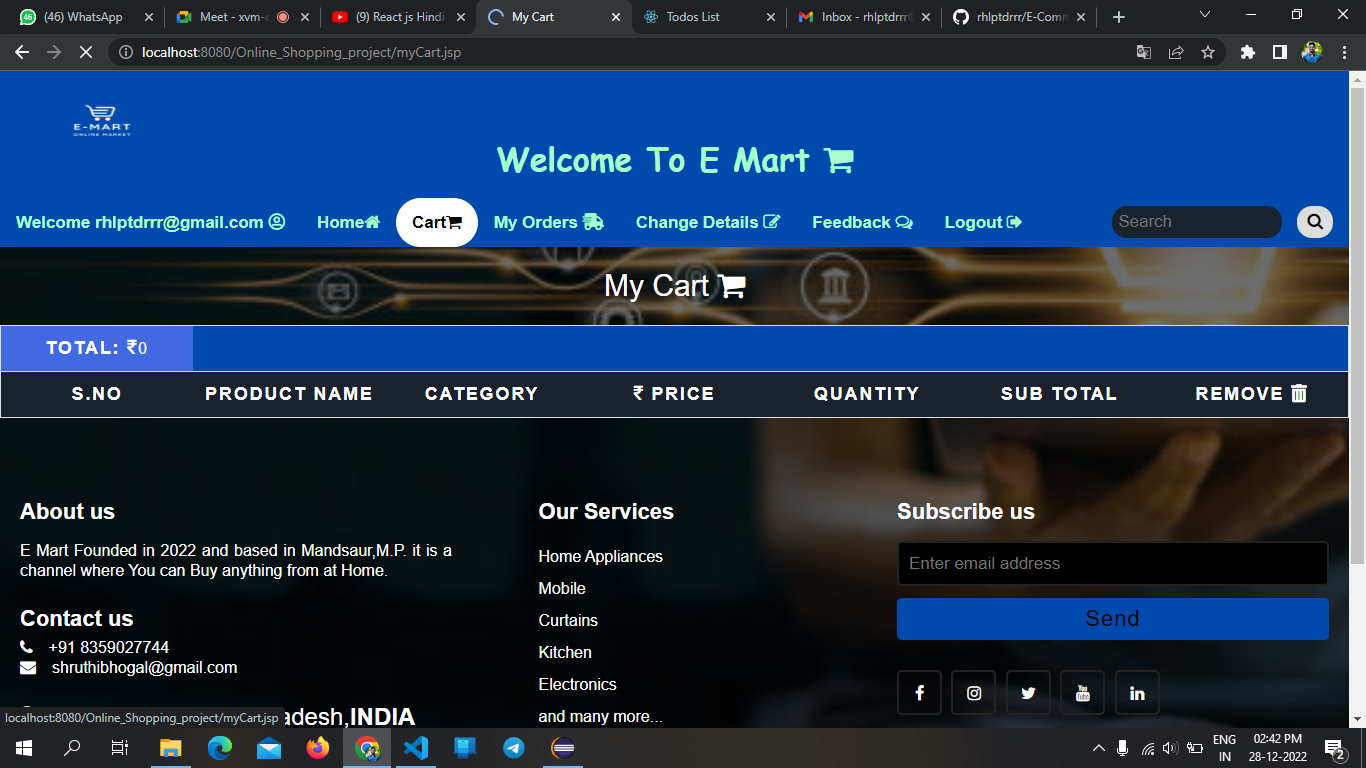 (46) WhatsApp
Meet - xvm-c
(9) React js Hindi
My Cart
Todos List
Inbox - rhlptdrrr
rhlptdrrr/E-Comm
localhost:8080/Online_Shopping_project/myCart.jsp
E-MART
ONLINE MARKET
Welcome To E Mart
Welcome rhlptdrrr@gmail.com Home Cart My Orders Change Details Feedback Logout Search
My Cart
TOTAL: ₹0
S.NO PRODUCT NAME CATEGORY ₹ PRICE QUANTITY SUB TOTAL REMOVE
About us
E Mart Founded in 2022 and based in Mandsaur,M.P. it is a
channel where You can Buy anything from at Home.
Contact us
+91 8359027744
shruthibhogal@gmail.com
adesh,INDIA
Our Services
Home Appliances
Mobile
Curtains
Kitchen
Electronics
and many more...
Subscribe us
Enter email address
Send
You
Tube
localhost:8080/Online_Shopping_project/myCart.jsp
ENG
IN
02:42 PM
28-12-2022
2